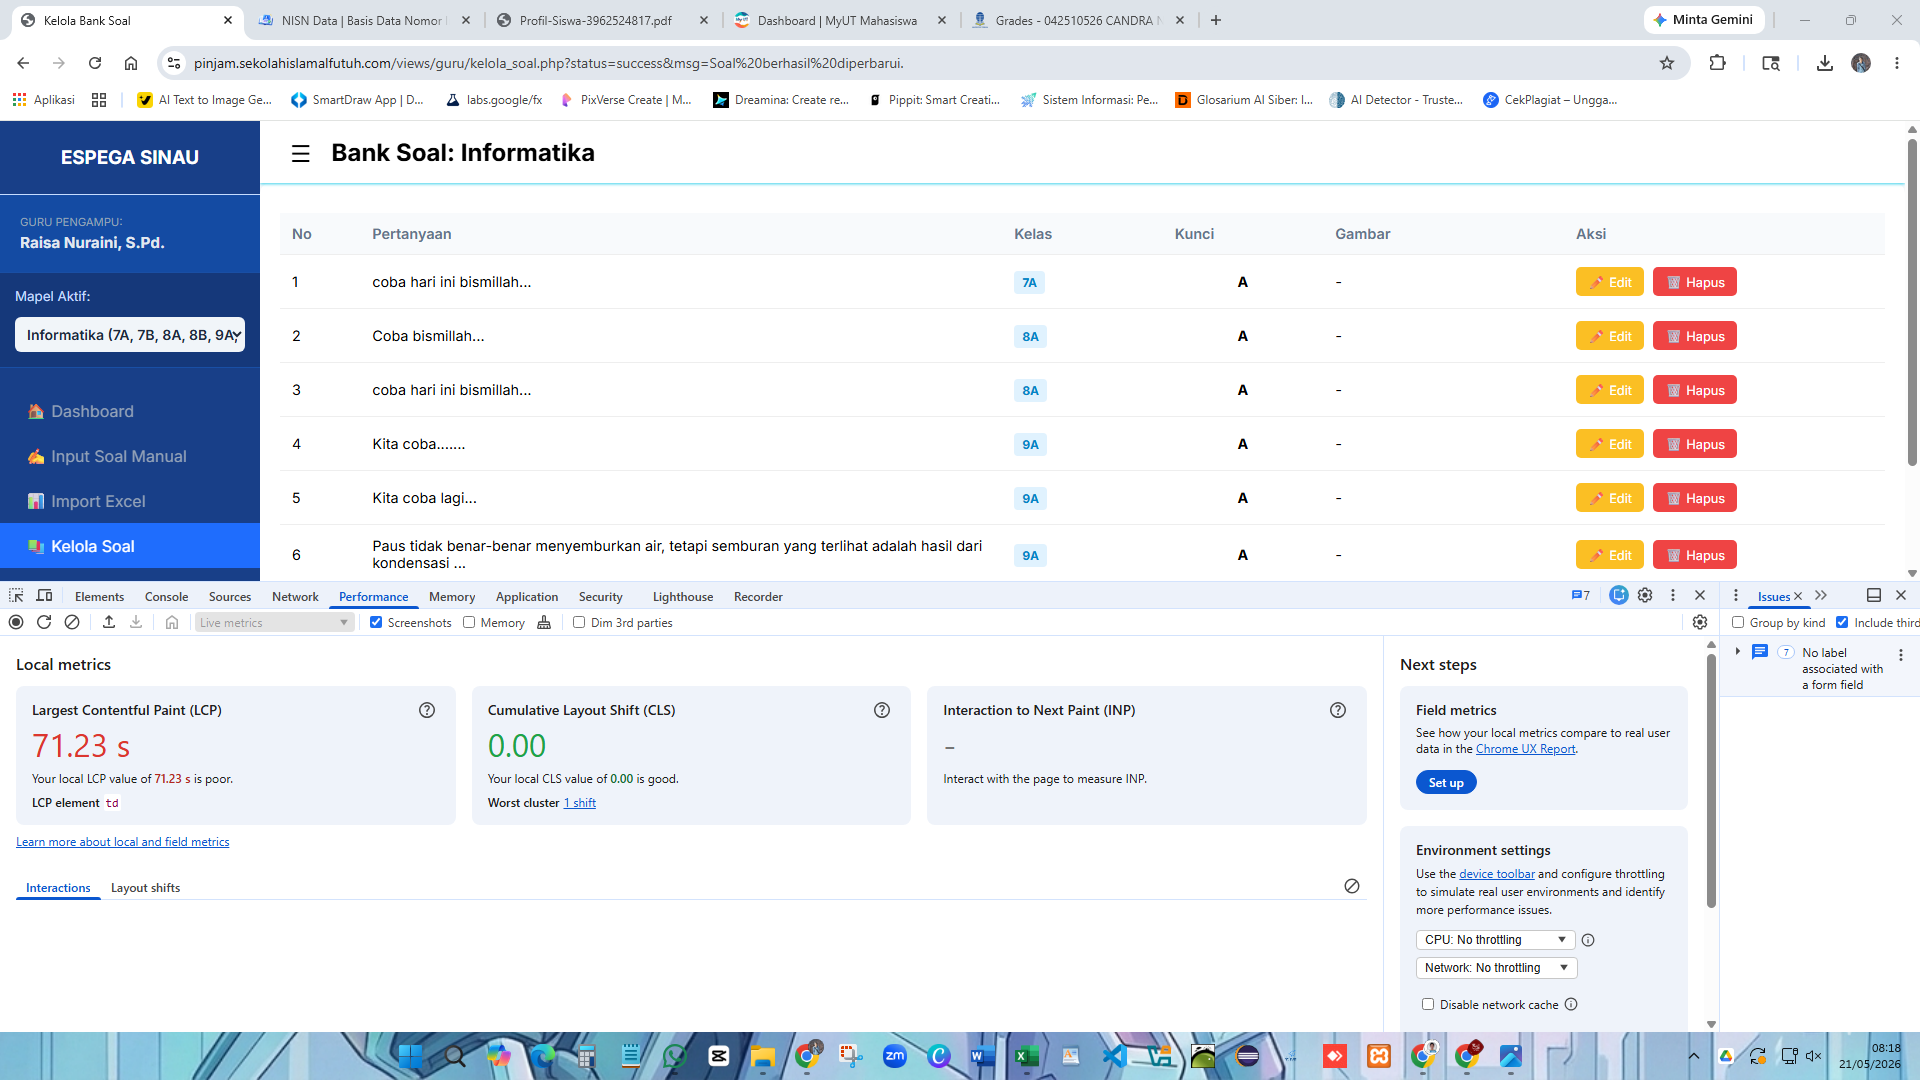 Kelola Bank Soal
NISN Data | Basis Data Nomor
Profil-Siswa-3962524817.pdf
Dashboard | MyUT Mahasiswa
Grades - 042510526 CANDRA
Minta Gemini
pinjam.sekolahislamalfutuh.com/views/guru/kelola_soal.php?status=success&msg=Soal%20berhasil%20diperbarui.
Aplikasi
AI Text to Image Ge...
SmartDraw App | D...
labs.google/fx
PixVerse Create | M...
Dreamina: Create re...
Pippit: Smart Creati...
Sistem Informasi: Pe...
Glosarium AI Siber: I...
AI Detector - Truste...
CekPlagiat – Ungga...
ESPEGA SINAU
GURU PENGAMPU:
Raisa Nuraini, S.Pd.
Mapel Aktif:
Informatika (7A, 7B, 8A, 8B, 9A,
Dashboard
Input Soal Manual
Import Excel
Kelola Soal
Bank Soal: Informatika
No Pertanyaan Kelas Kunci Gambar Aksi
1 coba hari ini bismillah... 7A A - Edit Hapus
2 Coba bismillah... 8A A - Edit Hapus
3 coba hari ini bismillah... 8A A - Edit Hapus
4 Kita coba....... 9A A - Edit Hapus
5 Kita coba lagi... 9A A - Edit Hapus
6 Paus tidak benar-benar menyemburkan air, tetapi semburan yang terlihat adalah hasil dari
kondensasi ... 9A A - Edit Hapus
Elements Console Sources Network Performance Memory Application Security Lighthouse Recorder
7
Issues
Live metrics
Screenshots
Memory
Dim 3rd parties
Group by kind
Include third
7 No label
associated with
a form field
Local metrics
Largest Contentful Paint (LCP)
71.23 s
Your local LCP value of 71.23 s is poor.
LCP element td
Cumulative Layout Shift (CLS)
0.00
Your local CLS value of 0.00 is good.
Worst cluster 1 shift
Interaction to Next Paint (INP)
-
Interact with the page to measure INP.
Learn more about local and field metrics
Interactions
Layout shifts
Next steps
Field metrics
See how your local metrics compare to real user
data in the Chrome UX Report.
Set up
Environment settings
Use the device toolbar and configure throttling
to simulate real user environments and identify
more performance issues.
CPU: No throttling
Network: No throttling
Disable network cache
zm
08:18
21/05/2026